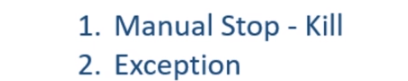 1. Manual Stop - Kill
2. Exception